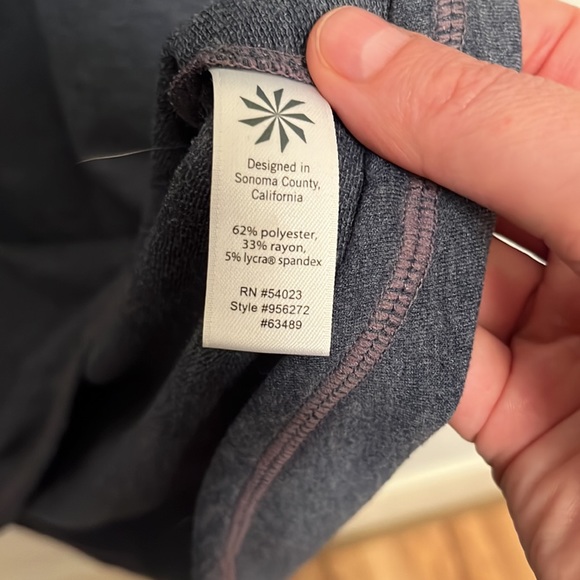 Designed in
Sonoma County,
California
62% polyester,
33% rayon,
5% lycra® spandex
RN #54023
Style #956272
#63489